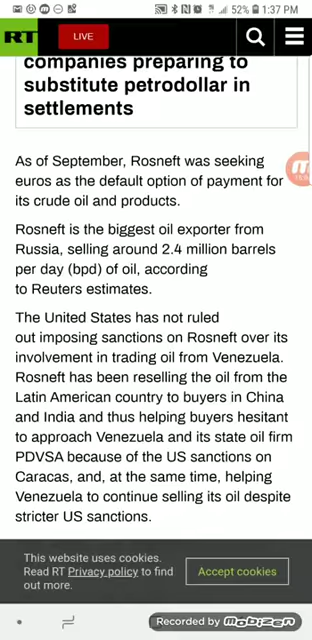 52% 1:37 PM
RT LIVE
companies preparing to
substitute petrodollar in
settlements
As of September, Rosneft was seeking
euros as the default option of payment for
its crude oil and products.
Rosneft is the biggest oil exporter from
Russia, selling around 2.4 million barrels
per day (bpd) of oil, according
to Reuters estimates.
The United States has not ruled
out imposing sanctions on Rosneft over its
involvement in trading oil from Venezuela.
Rosneft has been reselling the oil from the
Latin American country to buyers in China
and India and thus helping buyers hesitant
to approach Venezuela and its state oil firm
PDVSA because of the US sanctions on
Caracas, and, at the same time, helping
Venezuela to continue selling its oil despite
stricter US sanctions.
This website uses cookies.
Read RT Privacy policy to find
out more.
Accept cookies
Recorded by mobizen